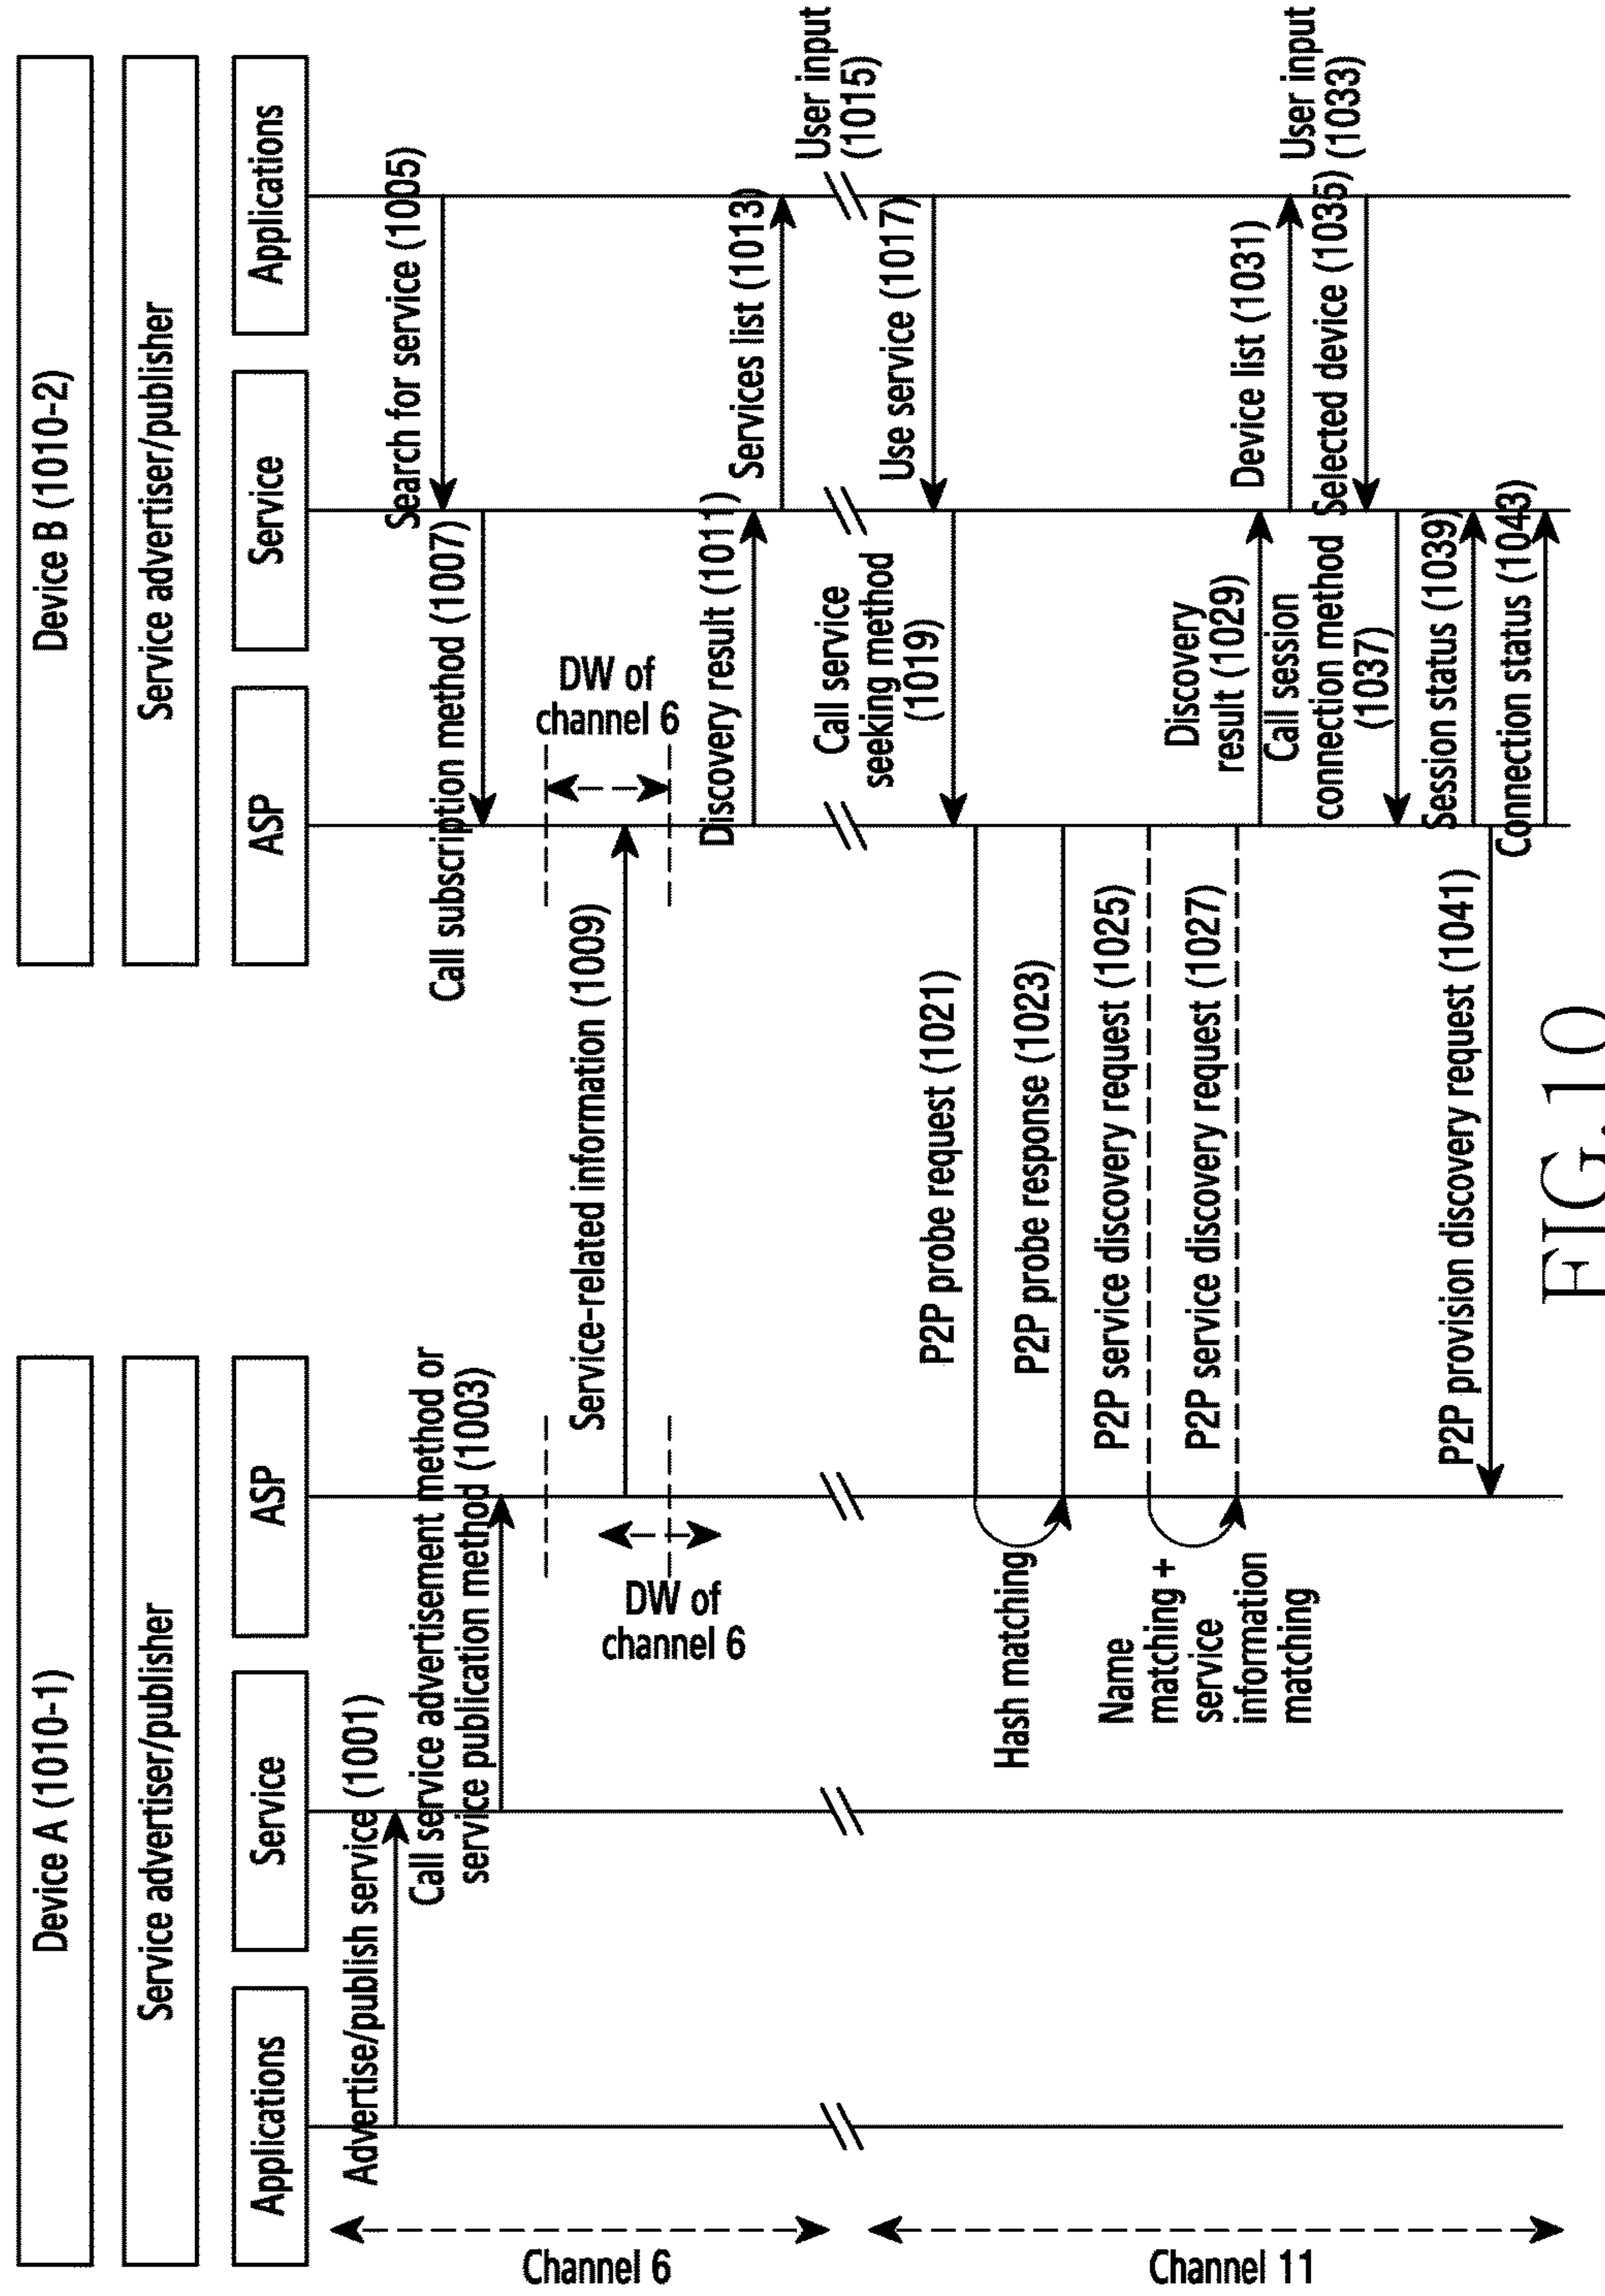 Device A (1010-1)
Device B (1010-2)
Service advertiser/publisher
Service advertiser/publisher
Applications
Service
ASP
ASP
Service
Applications
Advertise/publish service (1001)
Call service advertisement method or
service publication method (1003)
Search for service (1005)
Call subscription method (1007)
DW of
channel 6
Service-related information (1009)
DW of
channel 6
Discovery result (1011)
Services list (1013)
User input
(1015)
Channel 6
Use service (1017)
Call service
seeking method
(1019)
P2P probe request (1021)
Hash matching
P2P probe response (1023)
P2P service discovery request (1025)
Name
matching +
service
information
matching
P2P service discovery request (1027)
Discovery
result (1029)
Device list (1031)
User input
(1033)
Selected device (1035)
Call session
connection method
(1037)
Session status (1039)
P2P provision discovery request (1041)
Connection status (1043)
Channel 11
FIG.10